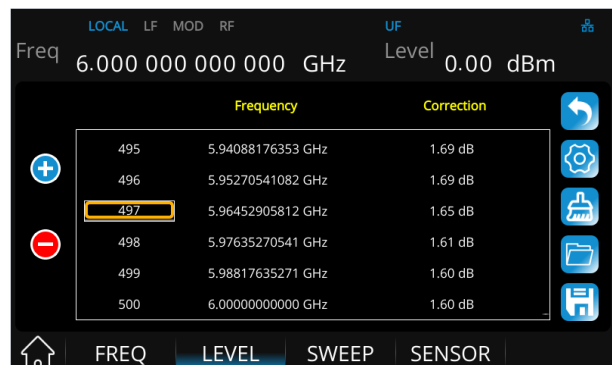 LOCAL LF MOD RF UF
Freq 6.000 000 000 000 GHz Level 0.00 dBm
Frequency Correction
495 5.94088176353 GHz 1.69 dB
496 5.95270541082 GHz 1.69 dB
497 5.96452905812 GHz 1.65 dB
498 5.97635270541 GHz 1.61 dB
499 5.98817635271 GHz 1.60 dB
500 6.00000000000 GHz 1.60 dB
FREQ LEVEL SWEEP SENSOR